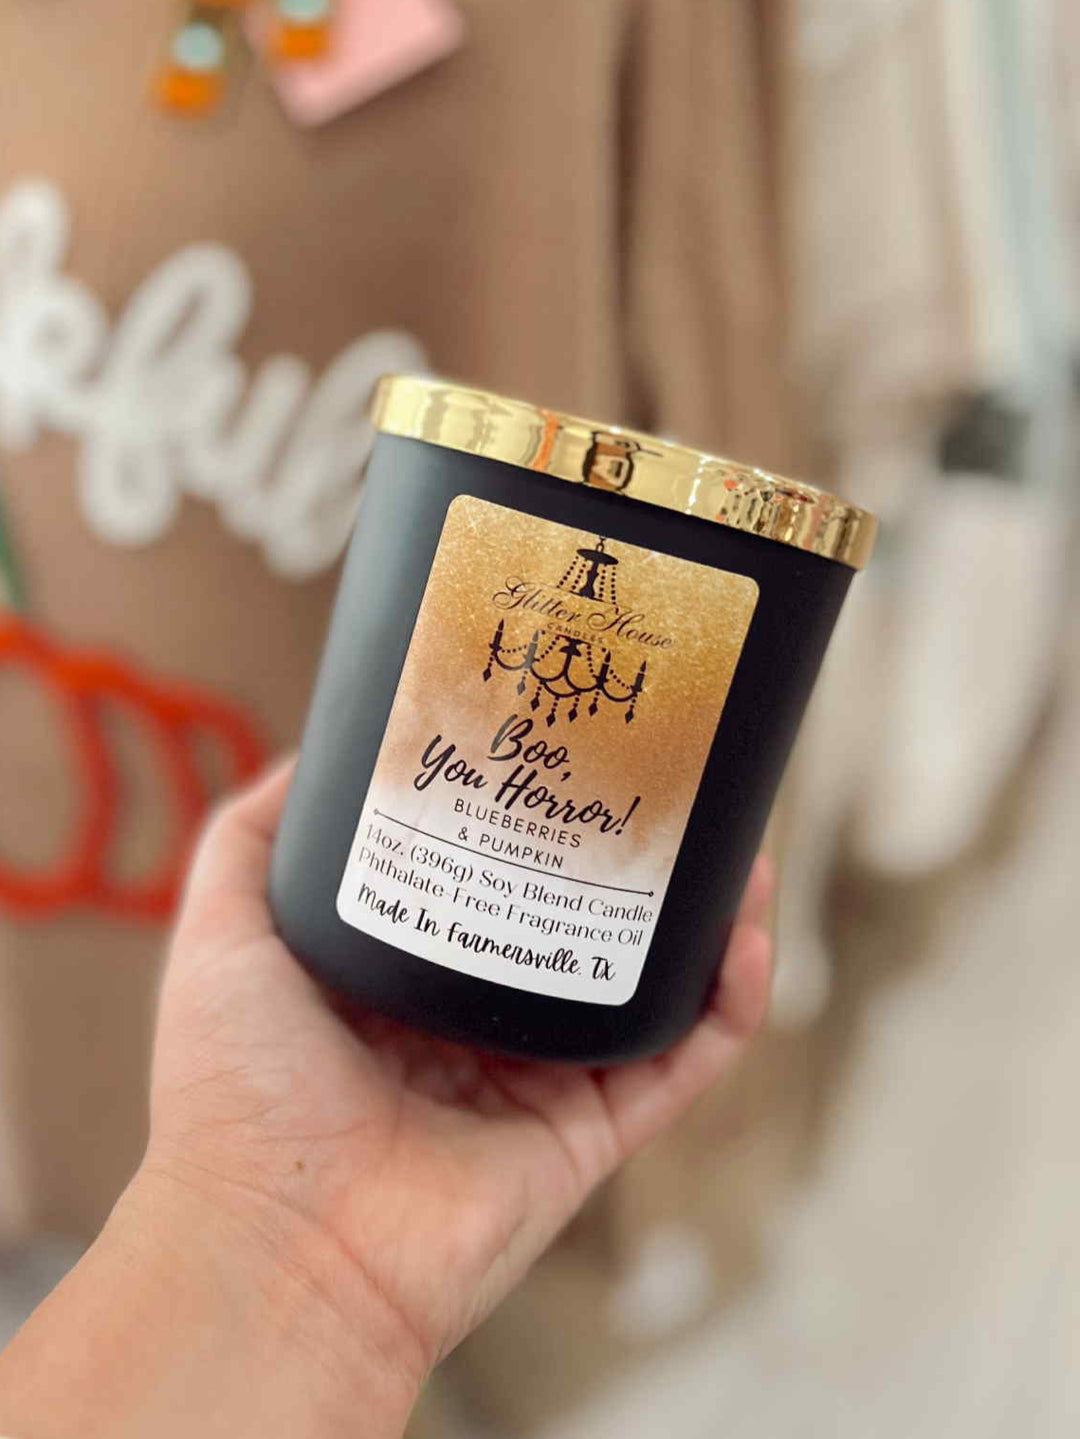 kful
Glitter House
CANDLES
Boo,
You Horror!
BLUEBERRIES
& PUMPKIN
14oz. (396g) Soy Blend Candle
Phthalate-Free Fragrance Oil
Made In Farmersville. TX